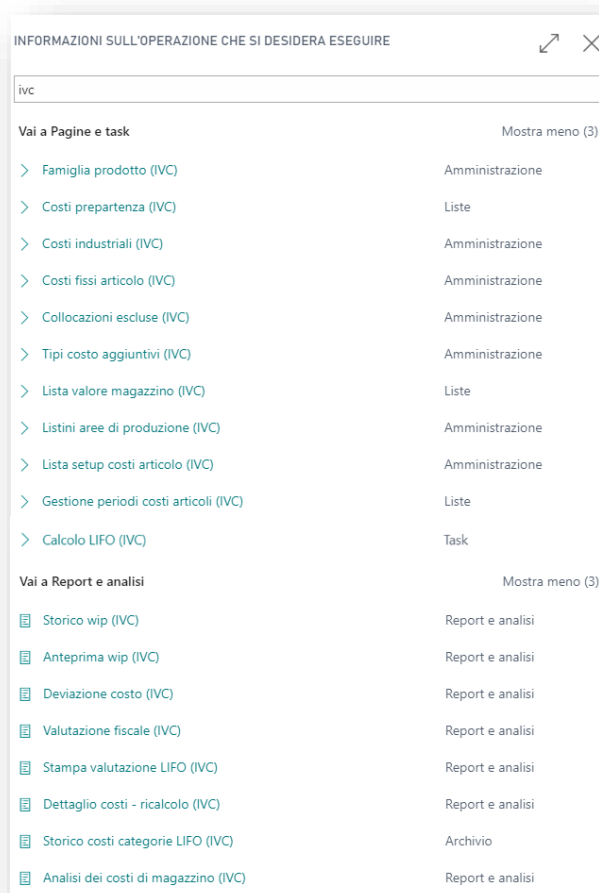 INFORMAZIONI SULL'OPERAZIONE CHE SI DESIDERA ESEGUIRE
ivc
Vai a Pagine e task Mostra meno (3)
Famiglia prodotto (IVC) Amministrazione
Costi prepartenza (IVC) Liste
Costi industriali (IVC) Amministrazione
Costi fissi articolo (IVC) Amministrazione
Collocazioni escluse (IVC) Amministrazione
Tipi costo aggiuntivi (IVC) Amministrazione
Lista valore magazzino (IVC) Liste
Listini aree di produzione (IVC) Amministrazione
Lista setup costi articolo (IVC) Amministrazione
Gestione periodi costi articoli (IVC) Liste
Calcolo LIFO (IVC) Task
Vai a Report e analisi Mostra meno (3)
Storico wip (IVC) Report e analisi
Anteprima wip (IVC) Report e analisi
Deviazione costo (IVC) Report e analisi
Valutazione fiscale (IVC) Report e analisi
Stampa valutazione LIFO (IVC) Report e analisi
Dettaglio costi - ricalcolo (IVC) Report e analisi
Storico costi categorie LIFO (IVC) Archivio
Analisi dei costi di magazzino (IVC) Report e analisi